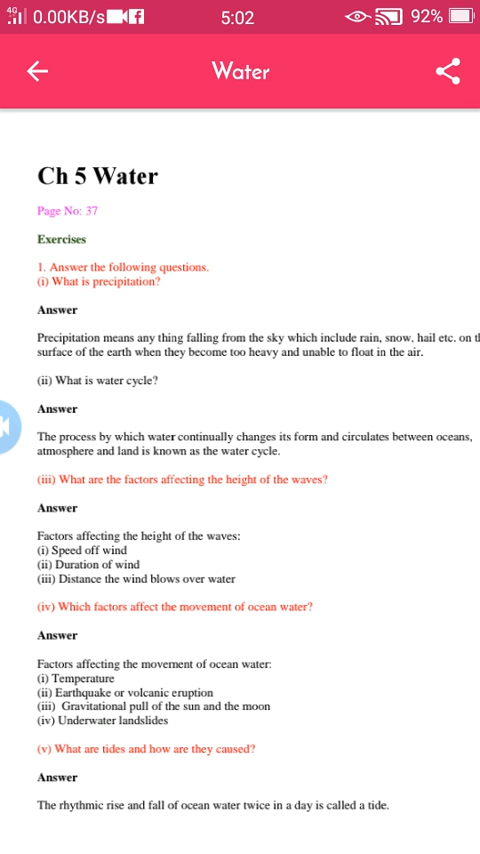 4G 0.00KB/s 5:02 92%
Water
Ch 5 Water
Page No: 37
Exercises
1. Answer the following questions.
(i) What is precipitation?
Answer
Precipitation means any thing falling from the sky which include rain, snow, hail etc. on
surface of the earth when they become too heavy and unable to float in the air.
(ii) What is water cycle?
Answer
The process by which water continually changes its form and circulates between oceans,
atmosphere and land is known as the water cycle.
(iii) What are the factors affecting the height of the waves?
Answer
Factors affecting the height of the waves:
(i) Speed off wind
(ii) Duration of wind
(iii) Distance the wind blows over water
(iv) Which factors affect the movement of ocean water?
Answer
Factors affecting the movement of ocean water:
(i) Temperature
(ii) Earthquake or volcanic eruption
(iii) Gravitational pull of the sun and the moon
(iv) Underwater landslides
(v) What are tides and how are they caused?
Answer
The rhythmic rise and fall of ocean water twice in a day is called a tide.